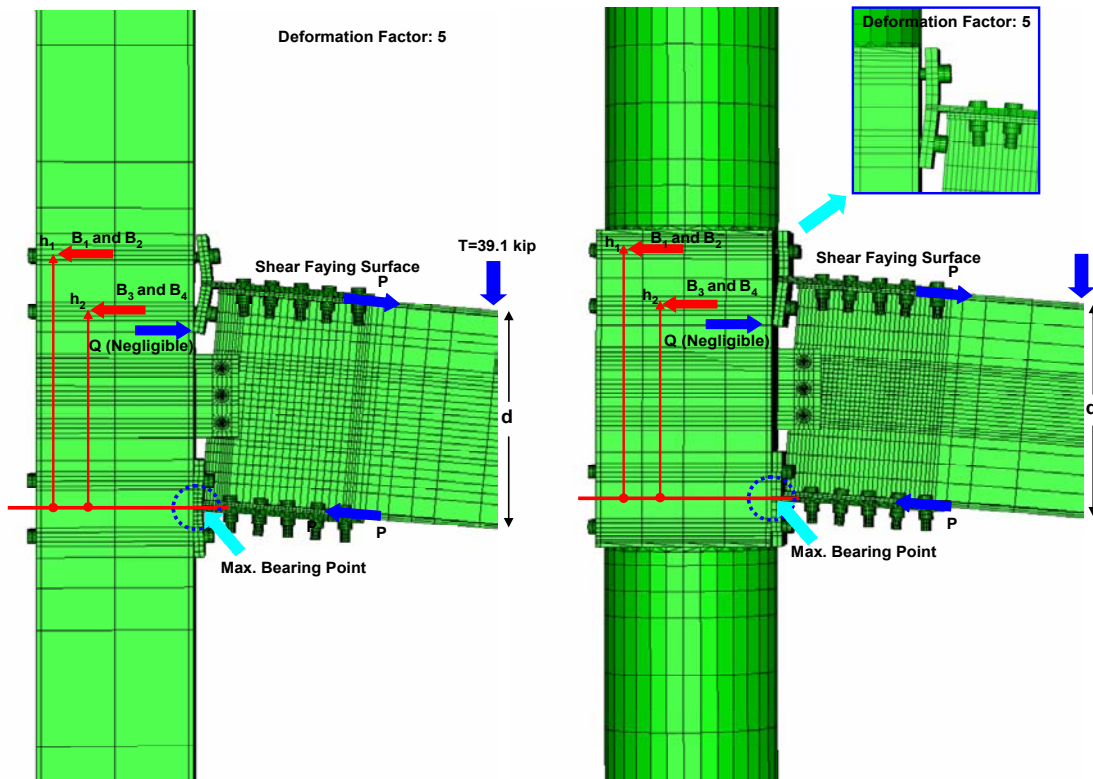 Deformation Factor: 5
h1
B1 and B2
T=39.1 kip
Shear Faying Surface
P
h2
B3 and B4
Q (Negligible)
d
P
P
Max. Bearing Point
Deformation Factor: 5
h1
B1 and B2
Shear Faying Surface
P
h2
B3 and B4
Q (Negligible)
d
P
Max. Bearing Point